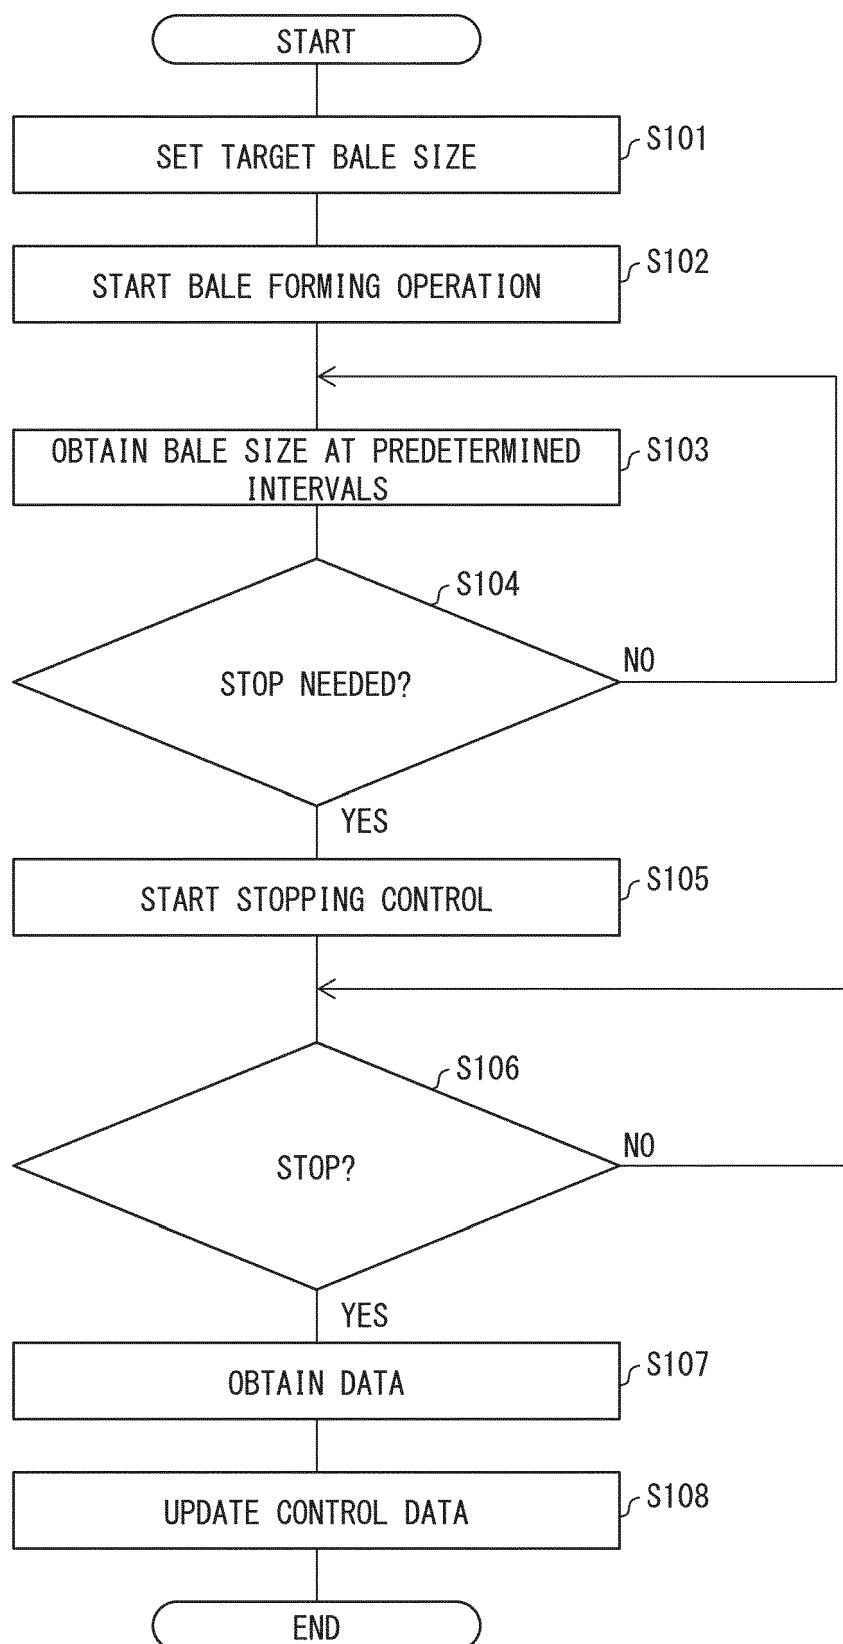 START
SET TARGET BALE SIZE
S101
START BALE FORMING OPERATION
S102
OBTAIN BALE SIZE AT PREDETERMINED
INTERVALS
S103
S104
STOP NEEDED?
NO
YES
START STOPPING CONTROL
S105
S106
STOP?
NO
YES
OBTAIN DATA
S107
UPDATE CONTROL DATA
S108
END